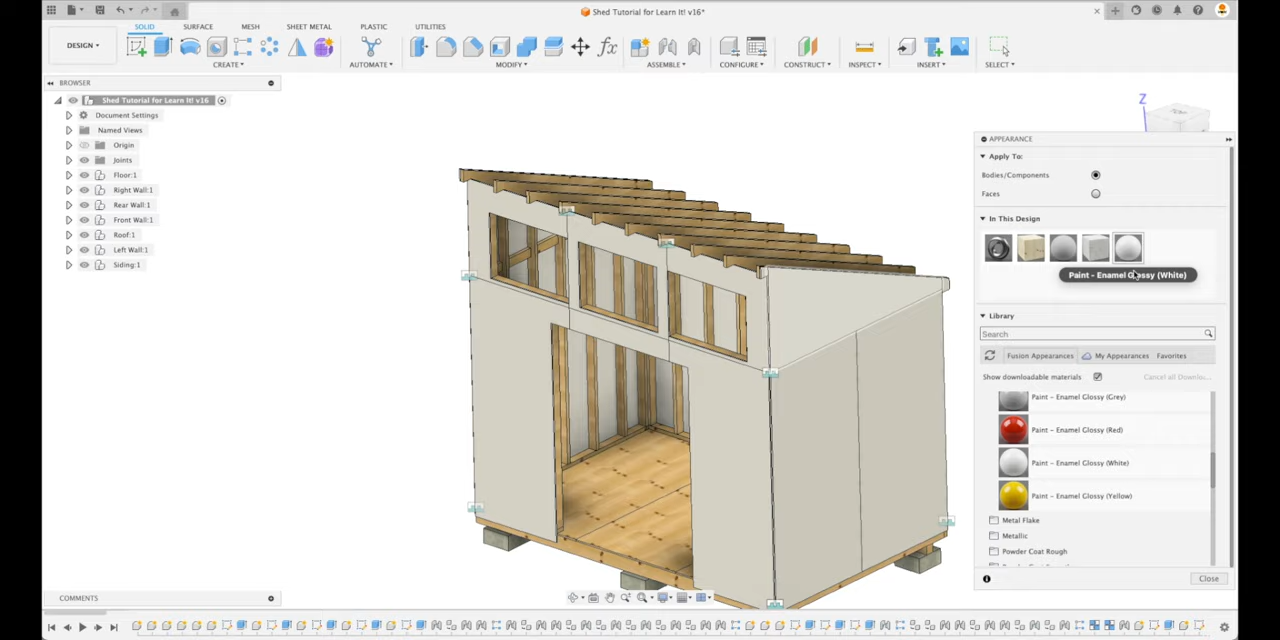 Shed Tutorial for Learn It! v16*
SOLID SURFACE MESH SHEET METAL PLASTIC UTILITIES
DESIGN
CREATE AUTOMATE MODIFY ASSEMBLE CONFIGURE CONSTRUCT INSPECT INSERT SELECT
BROWSER
Shed Tutorial for Learn It! v16
Document Settings
Named Views
Origin
Joints
Floor:1
Right Wall:1
Rear Wall:1
Front Wall:1
Roof:1
Left Wall:1
Siding:1
Z
APPEARANCE
Apply To:
Bodies/Components
Faces
In This Design
Paint - Enamel Glossy (White)
Library
Search
Fusion Appearances My Appearances Favorites
Show downloadable materials Cancel all Downlo...
Paint - Enamel Glossy (Grey)
Paint - Enamel Glossy (Red)
Paint - Enamel Glossy (White)
Paint - Enamel Glossy (Yellow)
Metal Flake
Metallic
Powder Coat Rough
Close
COMMENTS